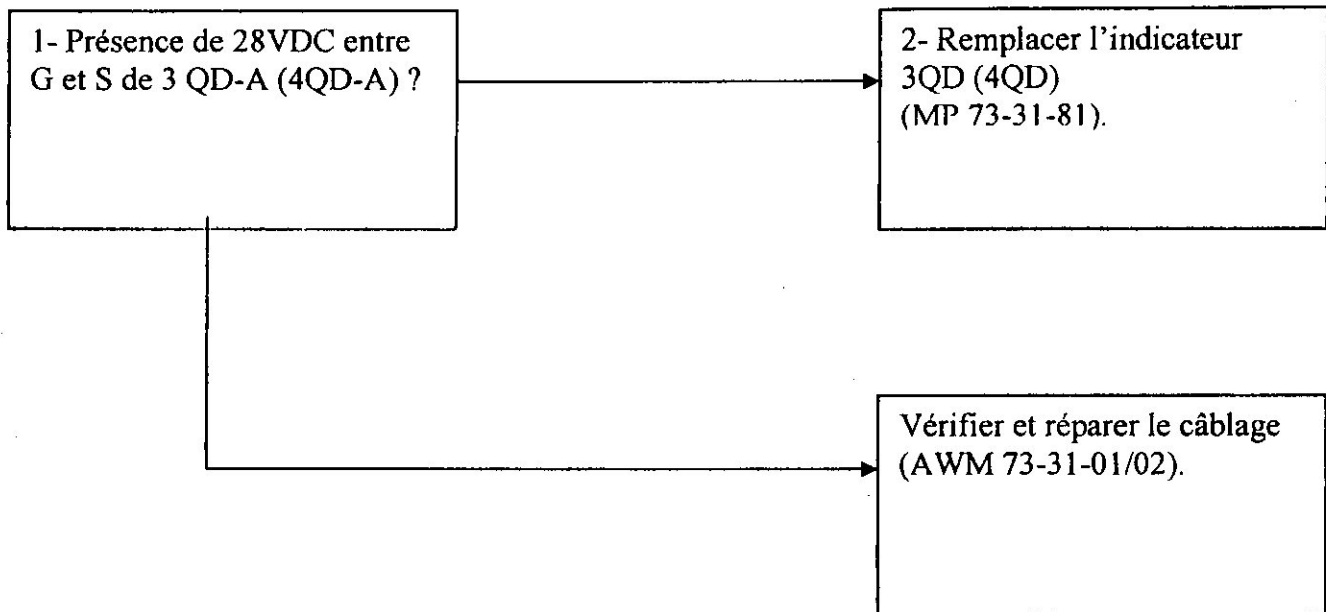 1- Présence de 28VDC entre
G et S de 3 QD-A (4QD-A) ?
2- Remplacer l'indicateur
3QD (4QD)
(MP 73-31-81).
Vérifier et réparer le câblage
(AWM 73-31-01/02).